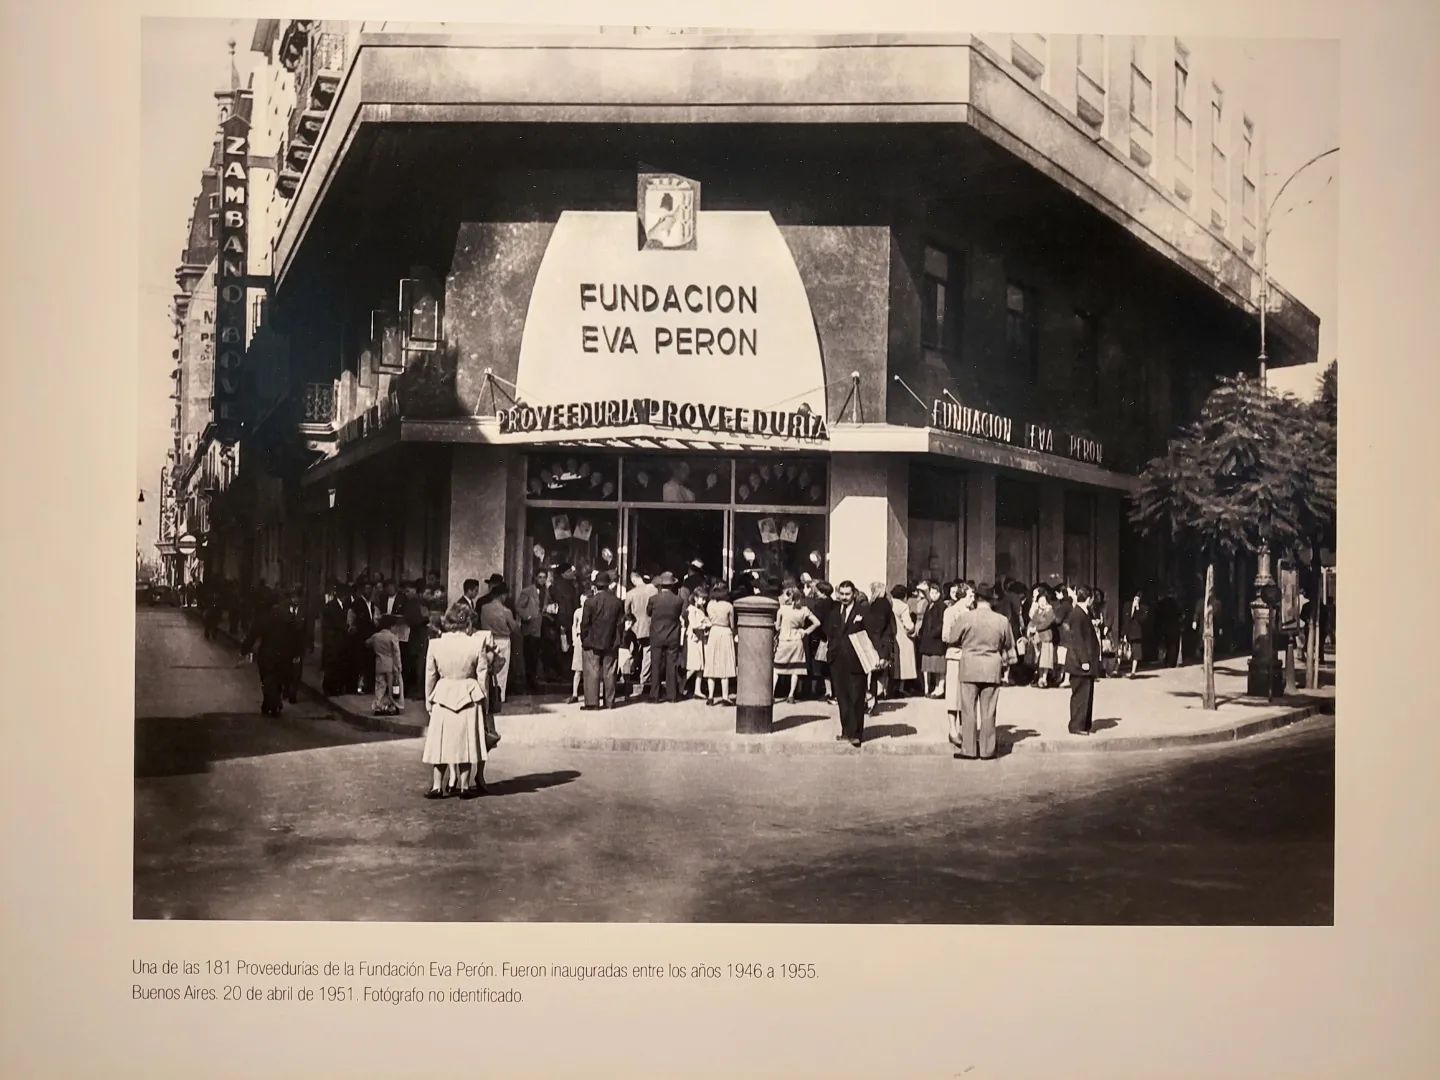 ZAMBANO
FUNDACION
EVA PERON
PROVEEDURIA PROVEEDURIA
FUNDACION EVA PERON
Una de las 181 Proveedurías de la Fundación Eva Perón. Fueron inauguradas entre los años 1946 a 1955.
Buenos Aires. 20 de abril de 1951. Fotógrafo no identificado.